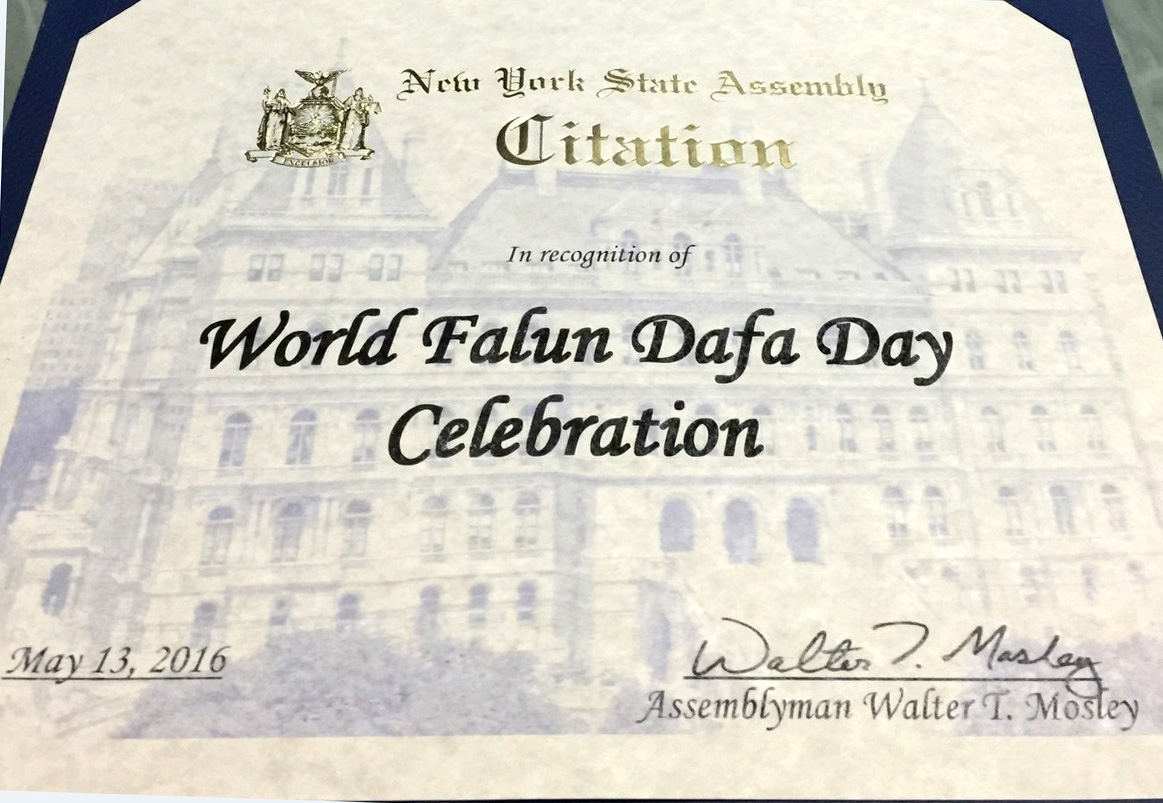 New York State Assembly
Citation
EXCELSIOR
In recognition of
World Falun Dafa Day
Celebration
May 13, 2016
Walter T. Mosley
Assemblyman Walter T. Mosley